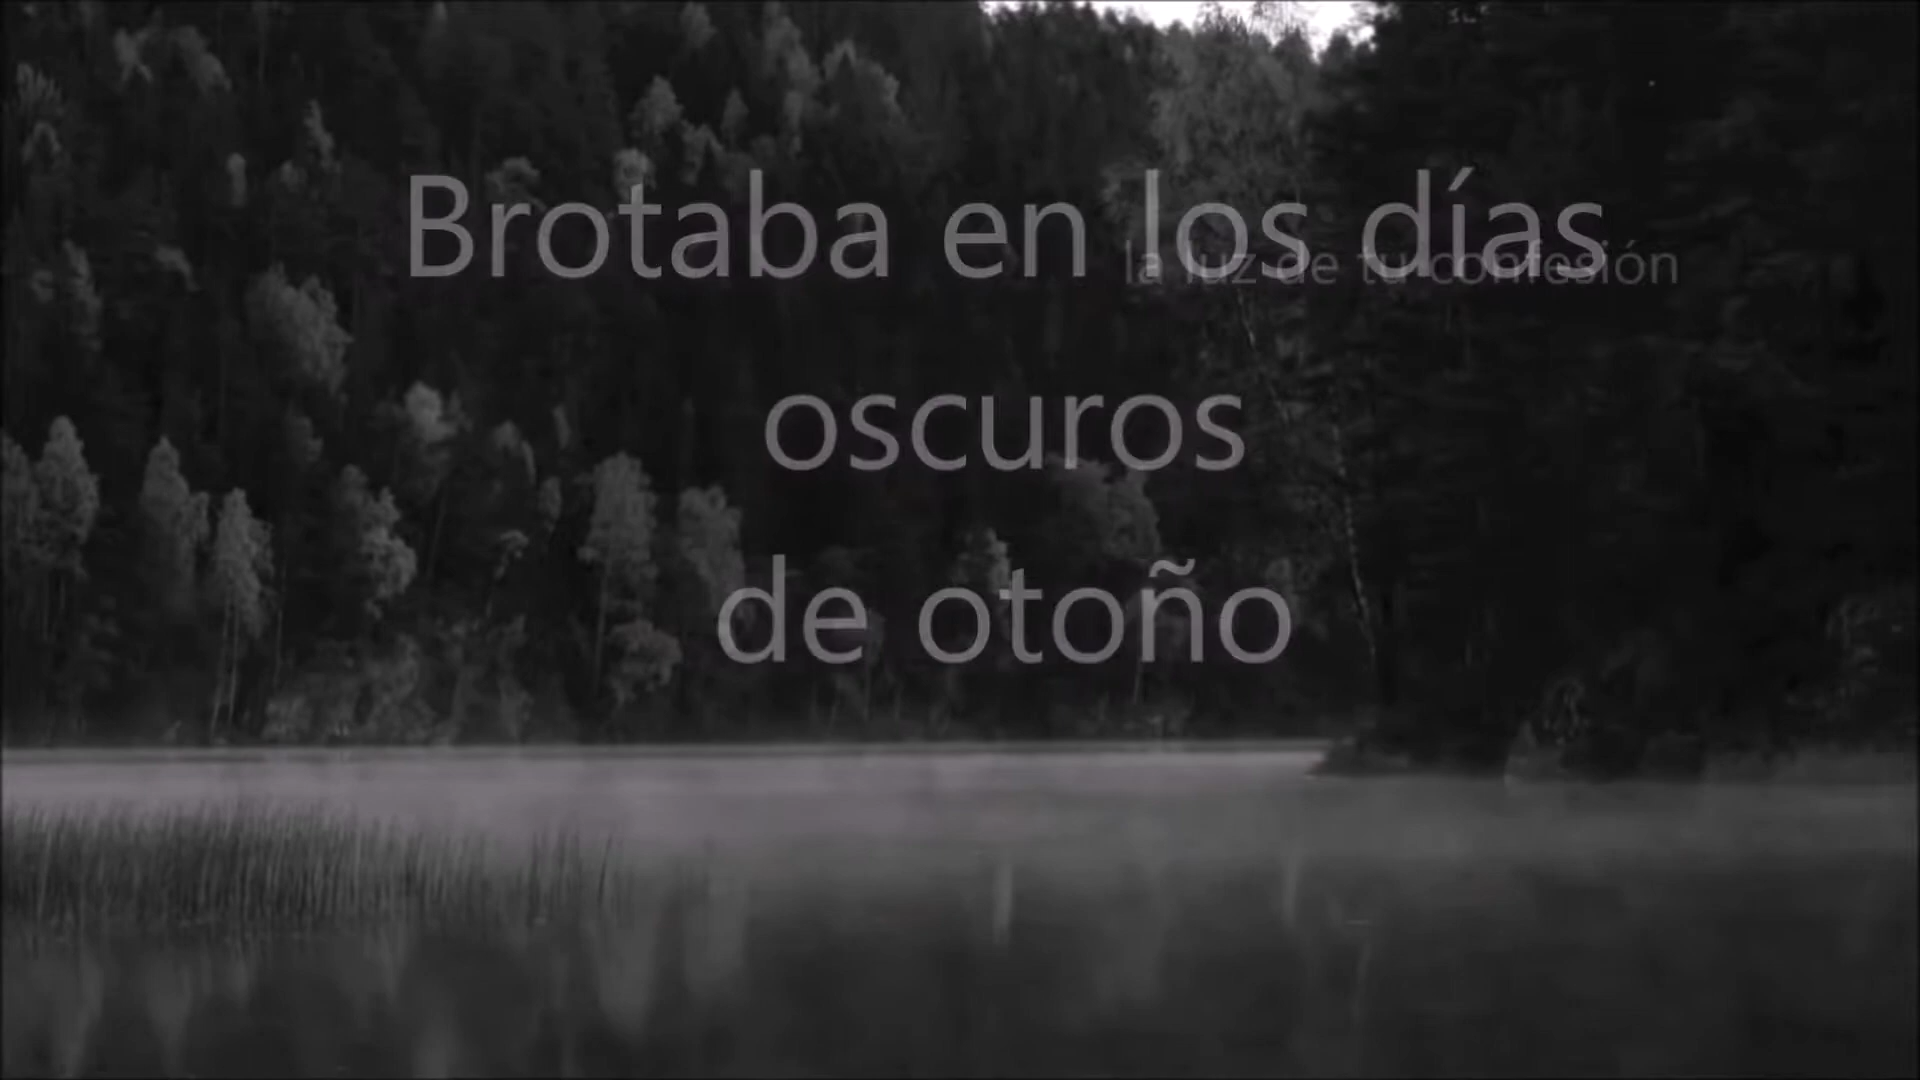 Brotaba en los días
la luz de tu confesión
oscuros
de otoño